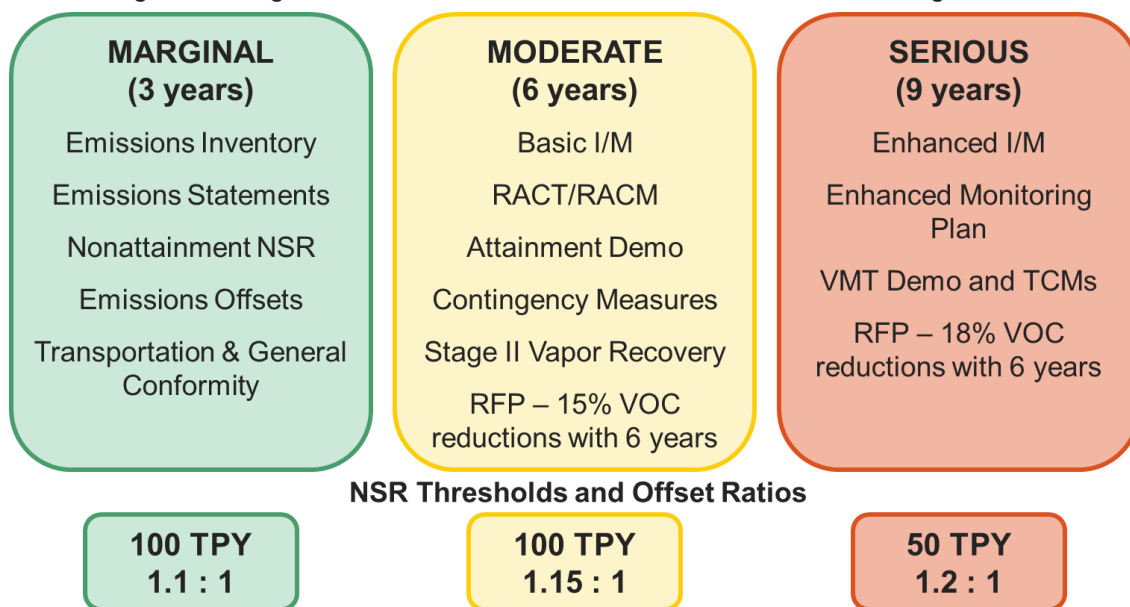 MARGINAL
(3 years)
Emissions Inventory
Emissions Statements
Nonattainment NSR
Emissions Offsets
Transportation & General
Conformity
MODERATE
(6 years)
Basic I/M
RACT/RACM
Attainment Demo
Contingency Measures
Stage II Vapor Recovery
RFP – 15% VOC
reductions with 6 years
SERIOUS
(9 years)
Enhanced I/M
Enhanced Monitoring
Plan
VMT Demo and TCMs
RFP – 18% VOC
reductions with 6 years
NSR Thresholds and Offset Ratios
100 TPY
1.1 : 1
100 TPY
1.15 : 1
50 TPY
1.2 : 1